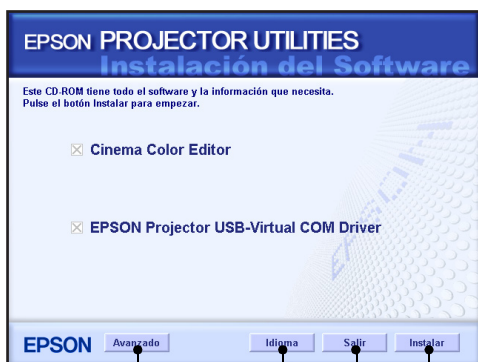 EPSON PROJECTOR UTILITIES
Instalación del Software
Este CD-ROM tiene todo el software y la información que necesita.
Pulse el botón Instalar para empezar.
Cinema Color Editor
EPSON Projector USB-Virtual COM Driver
EPSON
EPSON Avanzado Idioma Salir Instalar